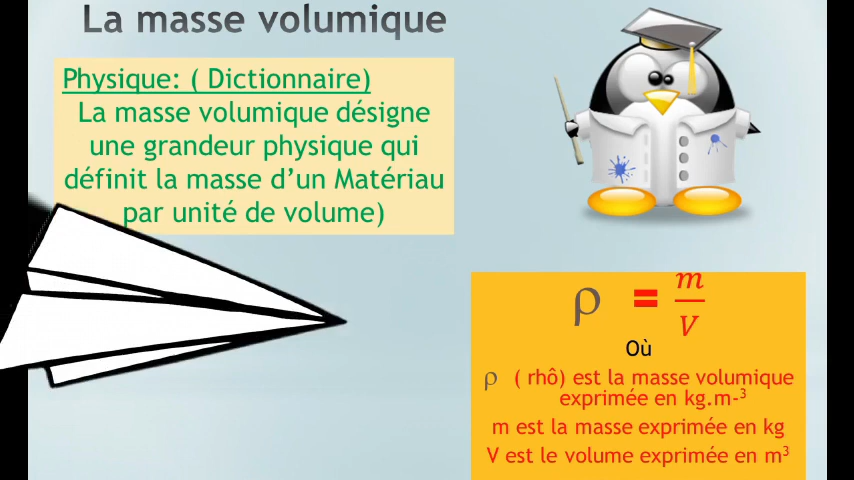 La masse volumique
Physique: ( Dictionnaire)
La masse volumique désigne
une grandeur physique qui
définit la masse d’un Matériau
par unité de volume)
ρ = m/V
Où
ρ ( rhô) est la masse volumique
exprimée en kg.m-³
m est la masse exprimée en kg
V est le volume exprimée en m³